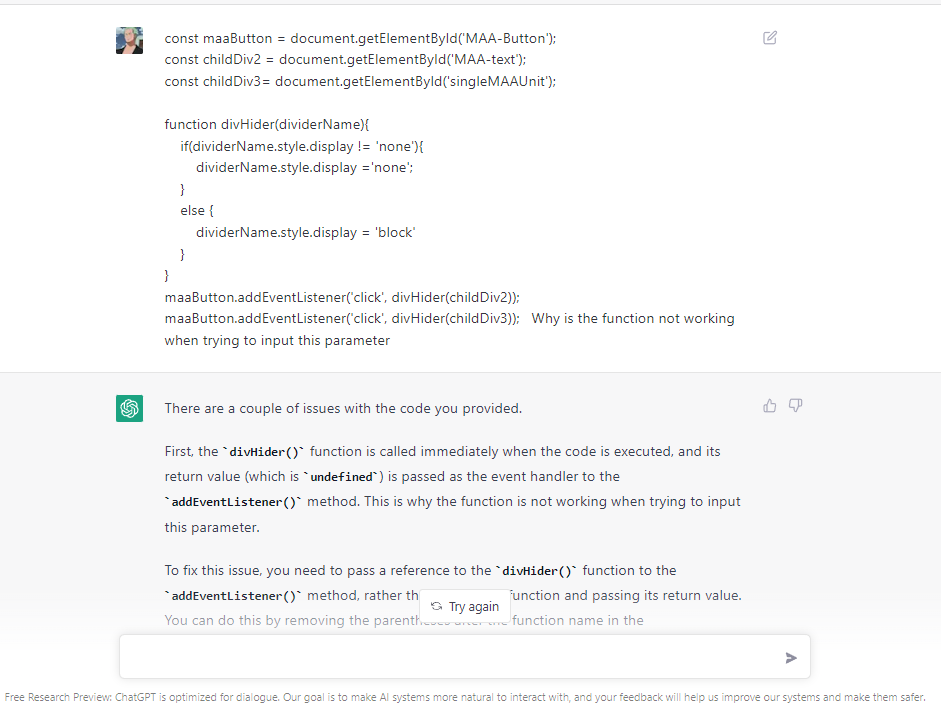 const maaButton = document.getElementById('MAA-Button');
const childDiv2 = document.getElementById('MAA-text');
const childDiv3= document.getElementById('singleMAAUnit');
function divHider(dividerName){
if(dividerName.style.display != 'none'){
dividerName.style.display ='none';
}
else {
dividerName.style.display = 'block'
}
}
maaButton.addEventListener('click', divHider(childDiv2));
maaButton.addEventListener('click', divHider(childDiv3));   Why is the function not working
when trying to input this parameter
There are a couple of issues with the code you provided.
First, the `divHider()` function is called immediately when the code is executed, and its
return value (which is `undefined`) is passed as the event handler to the
`addEventListener()` method. This is why the function is not working when trying to input
this parameter.
To fix this issue, you need to pass a reference to the `divHider()` function to the
`addEventListener()` method, rather function and passing its return value.
Try again
You can do this by removing the parentheses after the function name in the
Free Research Preview: ChatGPT is optimized for dialogue. Our goal is to make AI systems more natural to interact with, and your feedback will help us improve our systems and make them safer.